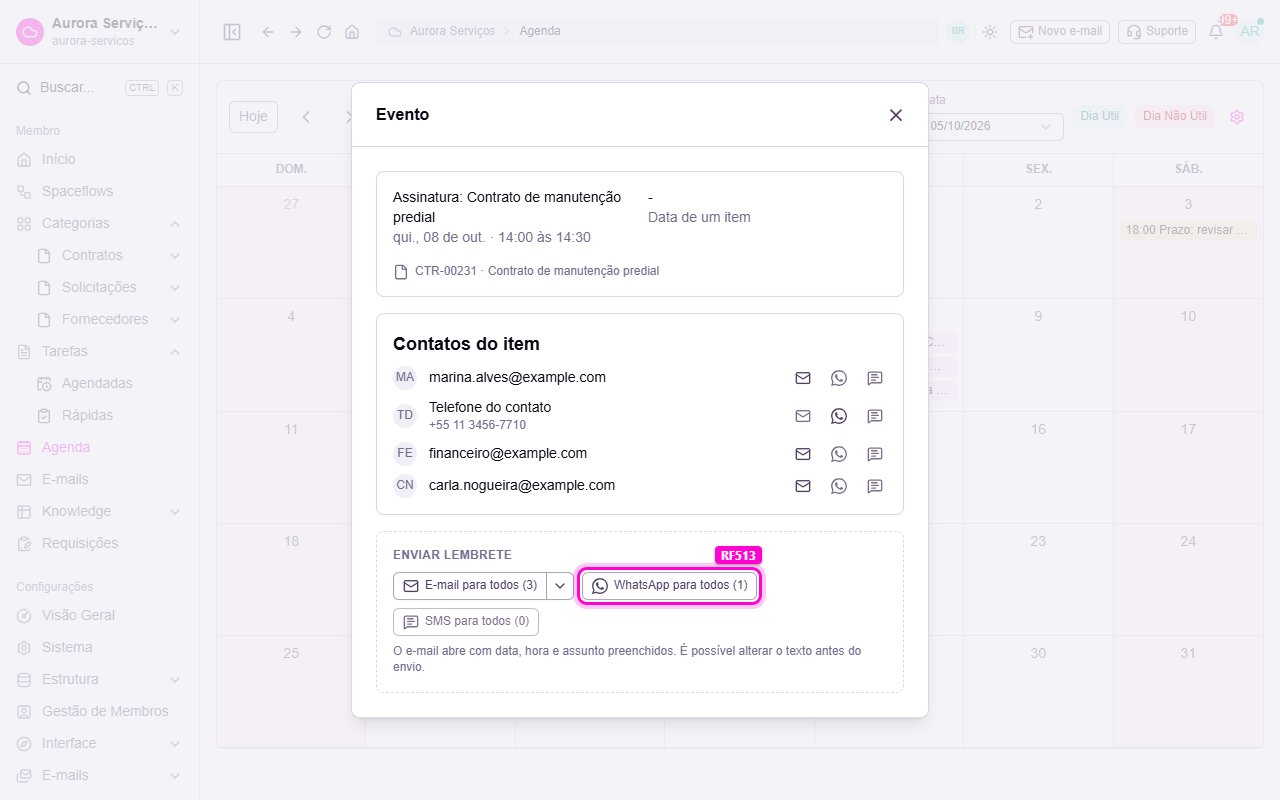 Aurora Serviç...
aurora-servicos
Aurora Serviços
Agenda
BR
Novo e-mail
Suporte
99+
AR
Buscar...
CTRL
K
Membro
Início
Spaceflows
Categorias
Contratos
Solicitações
Fornecedores
Tarefas
Agendadas
Rápidas
Agenda
E-mails
Knowledge
Requisições
Configurações
Visão Geral
Sistema
Estrutura
Gestão de Membros
Interface
E-mails
Hoje
05/10/2026
Dia Útil
Dia Não Útil
DOM.
SEX.
SÁB.
27
2
3
18:00 Prazo: revisar ...
4
9
10
11
16
17
18
23
24
25
30
31
Evento
Assinatura: Contrato de manutenção
predial
qui., 08 de out. · 14:00 às 14:30
-
Data de um item
CTR-00231 · Contrato de manutenção predial
Contatos do item
MA
marina.alves@example.com
TD
Telefone do contato
+55 11 3456-7710
FE
financeiro@example.com
CN
carla.nogueira@example.com
ENVIAR LEMBRETE
RF513
E-mail para todos (3)
WhatsApp para todos (1)
SMS para todos (0)
O e-mail abre com data, hora e assunto preenchidos. É possível alterar o texto antes do
envio.